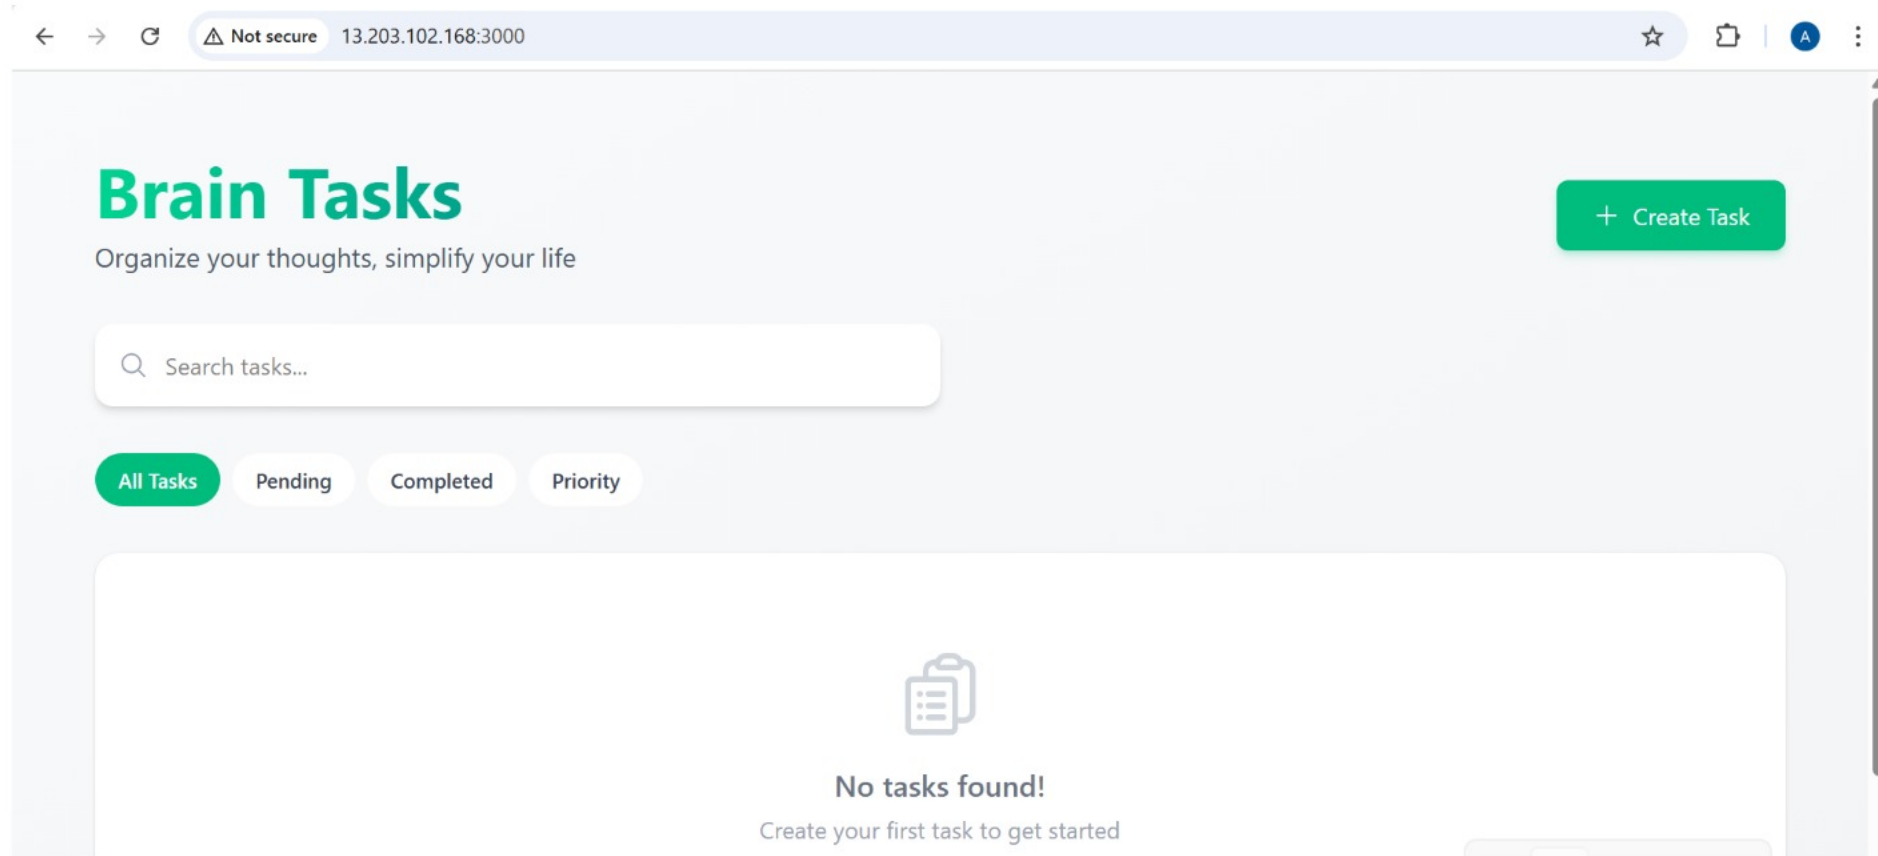 Not secure 13.203.102.168:3000 A
Brain Tasks
Create Task
Organize your thoughts, simplify your life
Search tasks...
All Tasks Pending Completed Priority
No tasks found!
Create your first task to get started